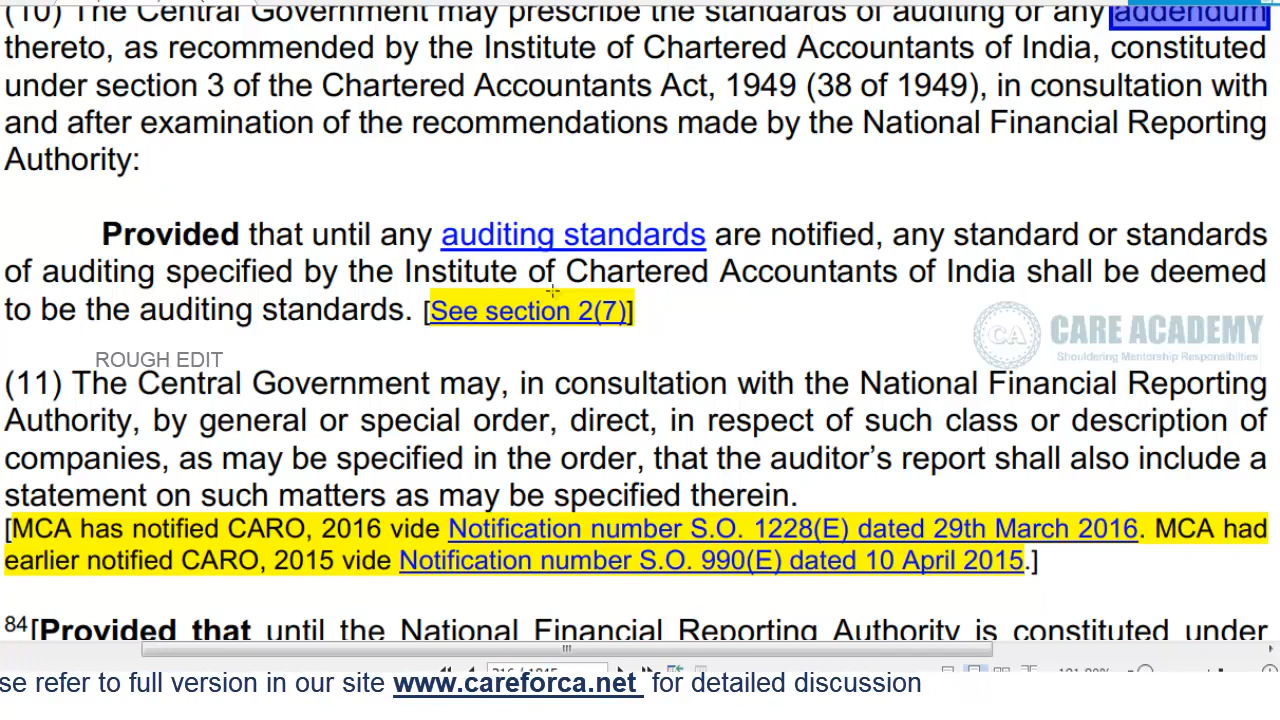 (10) The Central Government may prescribe the standards of auditing or any addendum
thereto, as recommended by the Institute of Chartered Accountants of India, constituted
under section 3 of the Chartered Accountants Act, 1949 (38 of 1949), in consultation with
and after examination of the recommendations made by the National Financial Reporting
Authority:
Provided that until any auditing standards are notified, any standard or standards
of auditing specified by the Institute of Chartered Accountants of India shall be deemed
to be the auditing standards. [See section 2(7)]
CA CARE ACADEMY
Shouldering Mentorship Responsibilties
ROUGH EDIT
(11) The Central Government may, in consultation with the National Financial Reporting
Authority, by general or special order, direct, in respect of such class or description of
companies, as may be specified in the order, that the auditor’s report shall also include a
statement on such matters as may be specified therein.
[MCA has notified CARO, 2016 vide Notification number S.O. 1228(E) dated 29th March 2016. MCA had
earlier notified CARO, 2015 vide Notification number S.O. 990(E) dated 10 April 2015.]
84[Provided that until the National Financial Reporting Authority is constituted under
se refer to full version in our site www.careforca.net for detailed discussion